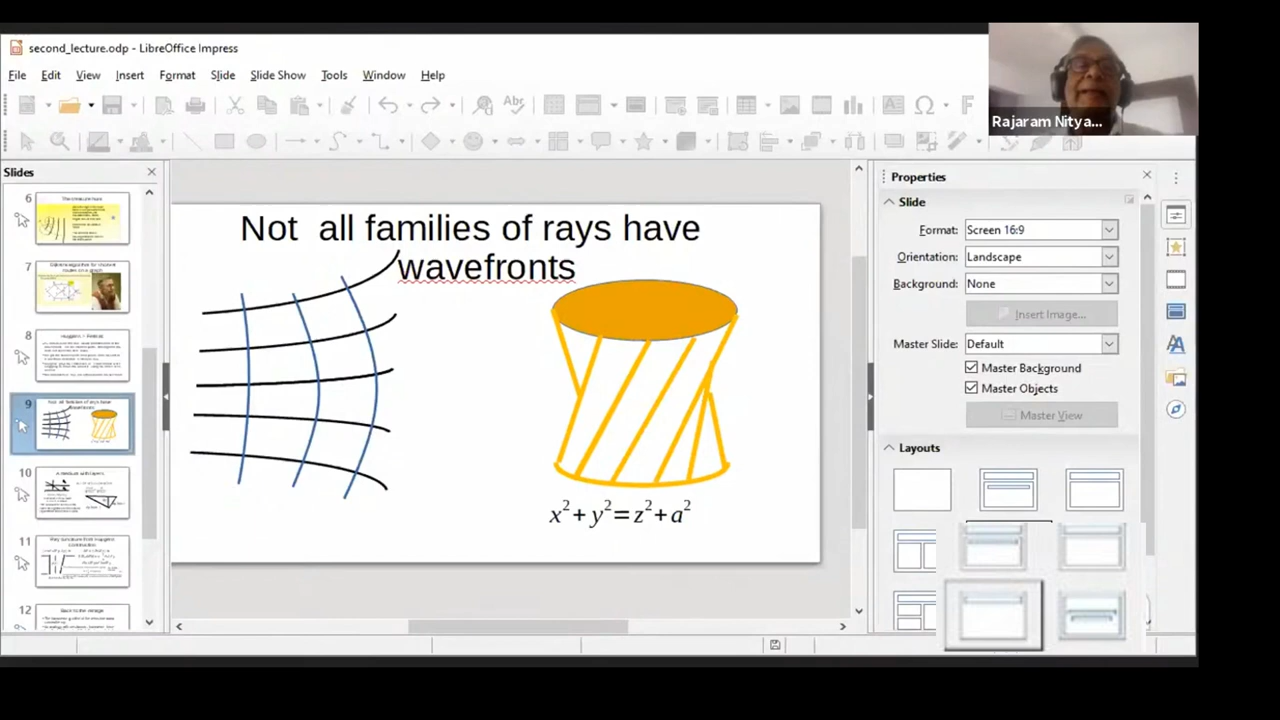 second_lecture.odp - LibreOffice Impress
File Edit View Insert Format Slide Slide Show Tools Window Help
Rajaram Nitya...
Slides
6
7
8
9
10
11
12
Not all families of rays have
wavefronts
x²+y²=z²+a²
Properties
Slide
Format: Screen 16:9
Orientation: Landscape
Background: None
Insert Image...
Master Slide: Default
Master Background
Master Objects
Master View
Layouts